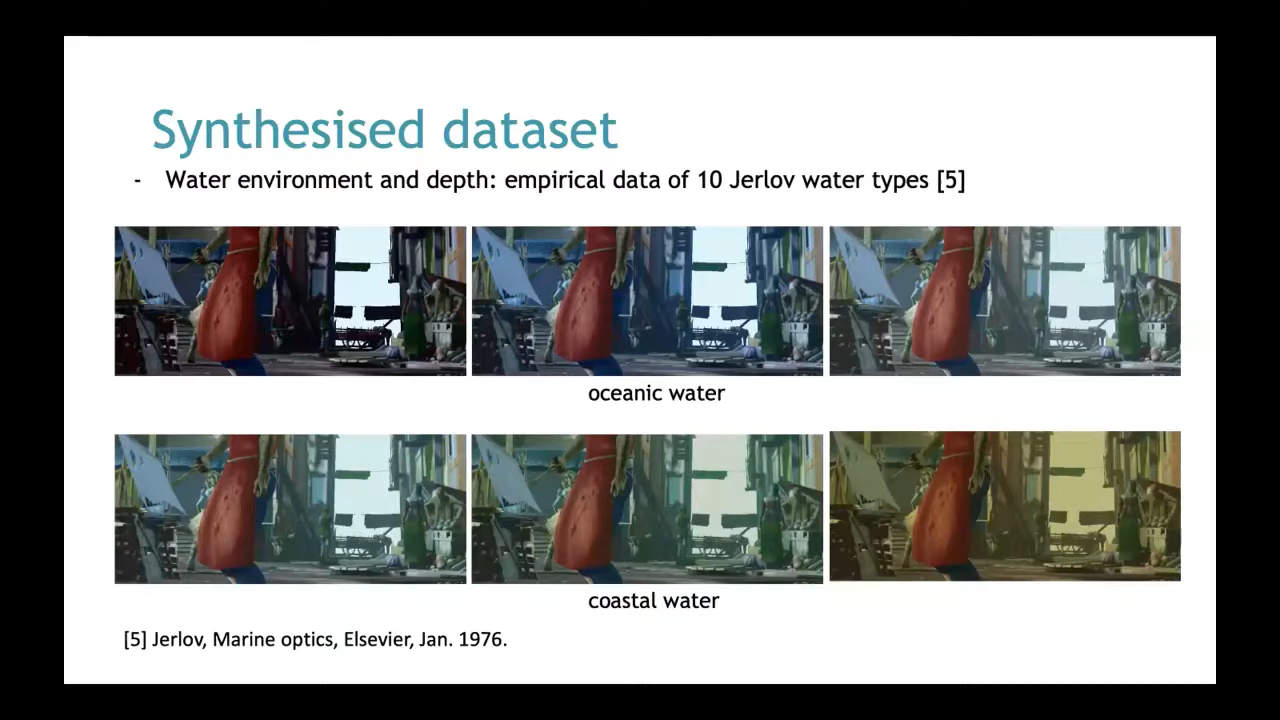 Synthesised dataset
- Water environment and depth: empirical data of 10 Jerlov water types [5]
oceanic water
coastal water
[5] Jerlov, Marine optics, Elsevier, Jan. 1976.